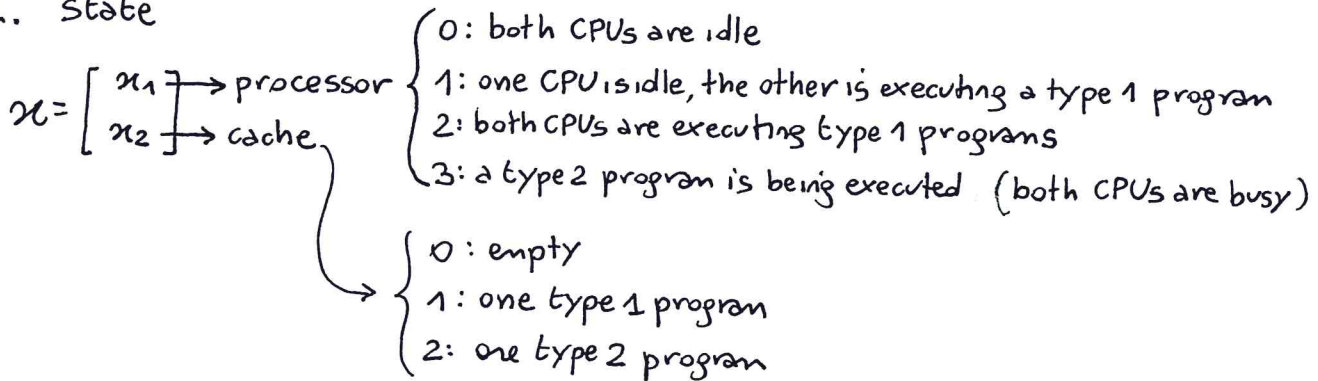 State
0: both CPUs are idle
x = [ x1 → processor
1: one CPU is idle, the other is executing a type 1 program
2: both CPUs are executing type 1 programs
x2 ] → cache
3: a type 2 program is being executed (both CPUs are busy)
0: empty
1: one type 1 program
2: one type 2 program